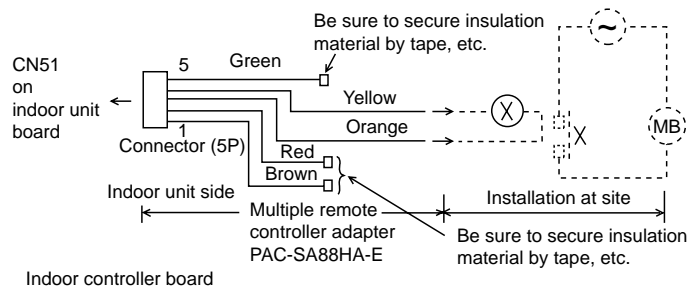 Be sure to secure insulation
material by tape, etc.
CN51
on
indoor unit
board
5
Green
Yellow
Orange
1
Connector (5P)
Red
Brown
X
X
~
MB
Indoor unit side
Installation at site
Multiple remote
controller adapter
PAC-SA88HA-E
Be sure to secure insulation
material by tape, etc.
Indoor controller board